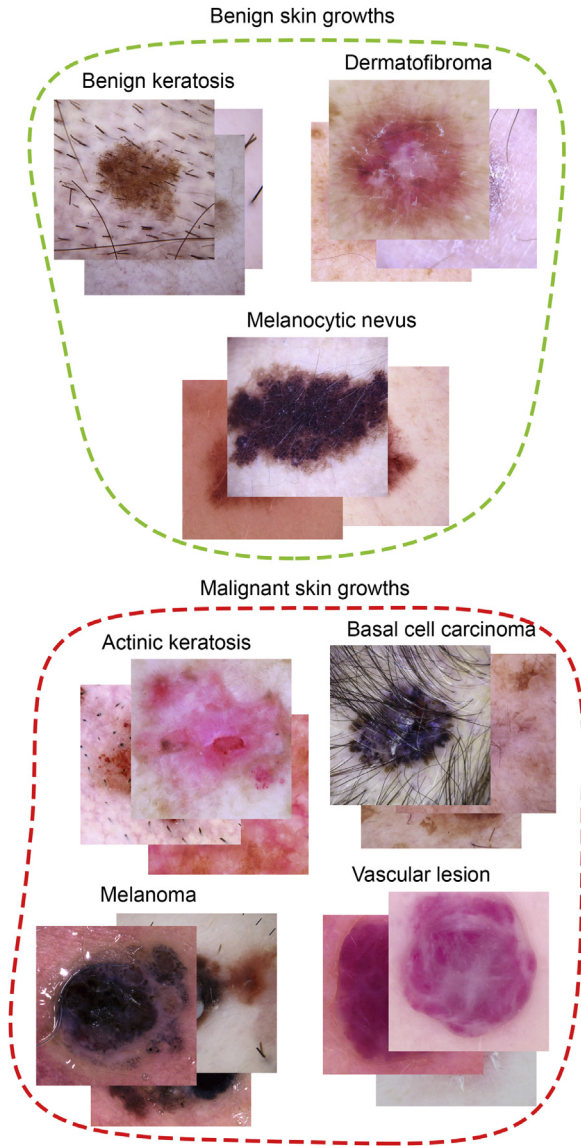 Benign skin growths
Benign keratosis
Dermatofibroma
Melanocytic nevus
Malignant skin growths
Actinic keratosis
Basal cell carcinoma
Melanoma
Vascular lesion